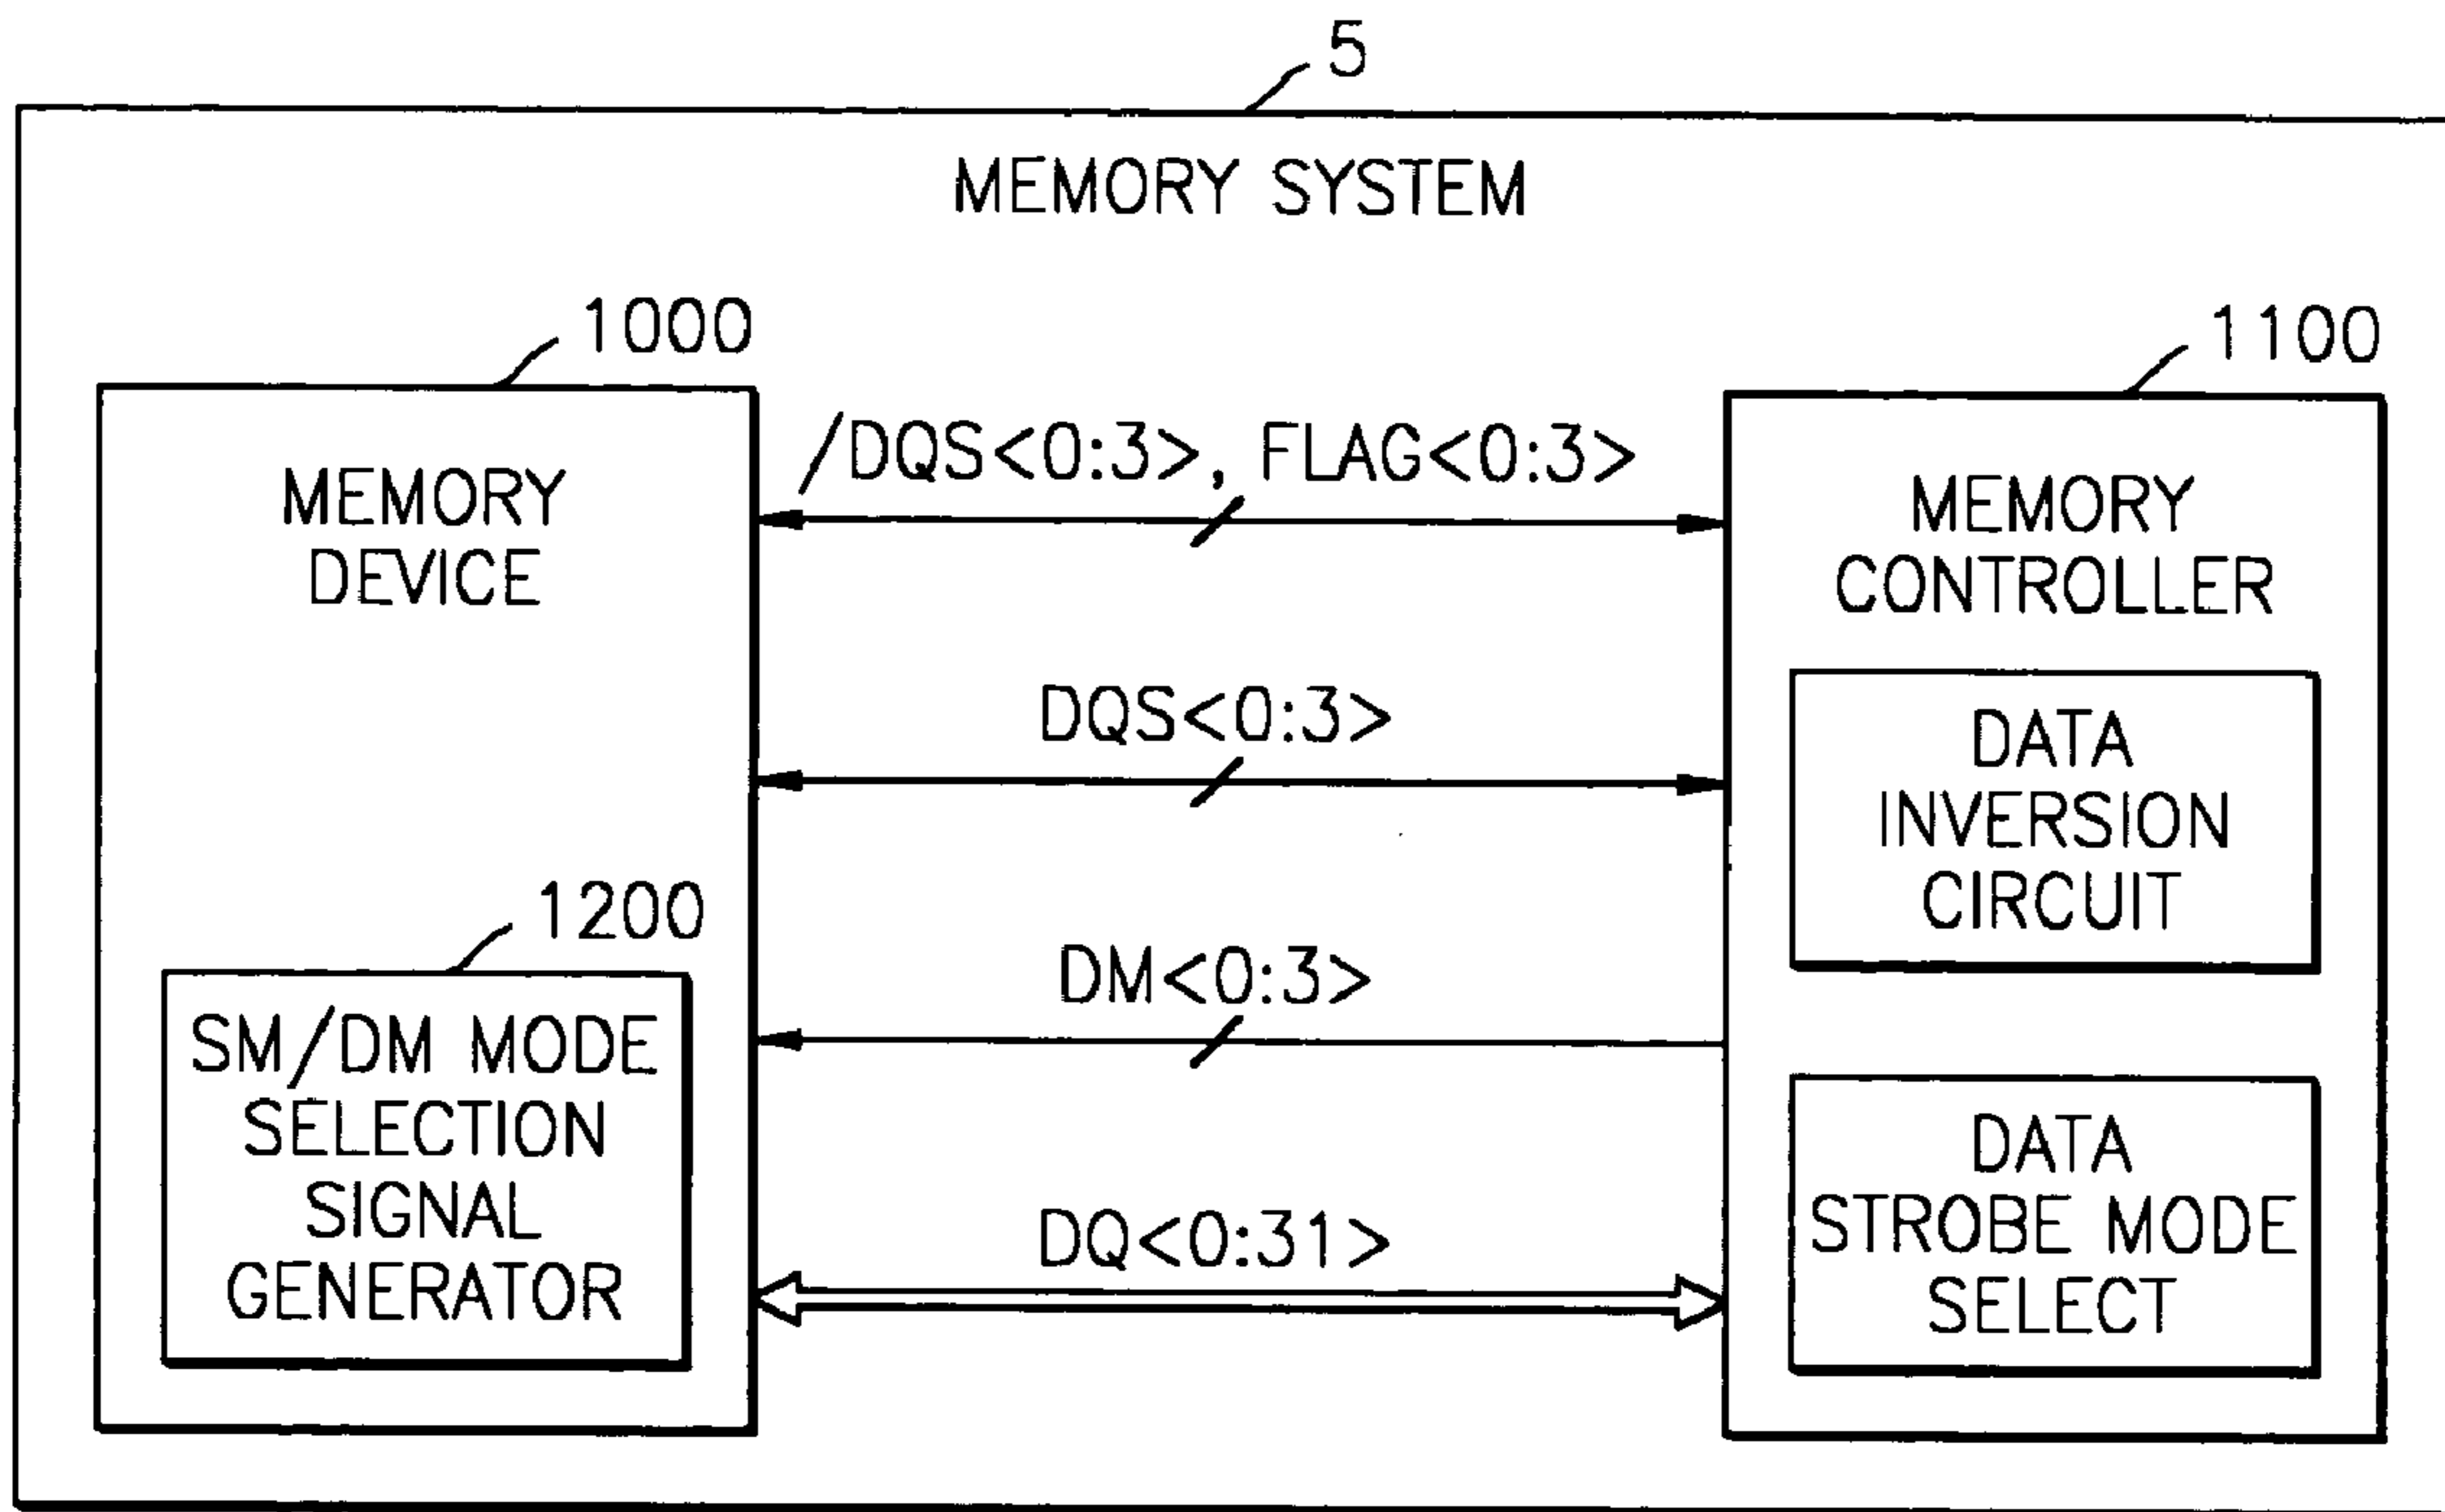 5
MEMORY SYSTEM
1000
MEMORY
DEVICE
1200
SM/DM MODE
SELECTION
SIGNAL
GENERATOR
/DQS<0:3>, FLAG<0:3>
DQS<0:3>
DM<0:3>
DQ<0:31>
1100
MEMORY
CONTROLLER
DATA
INVERSION
CIRCUIT
DATA
STROBE MODE
SELECT